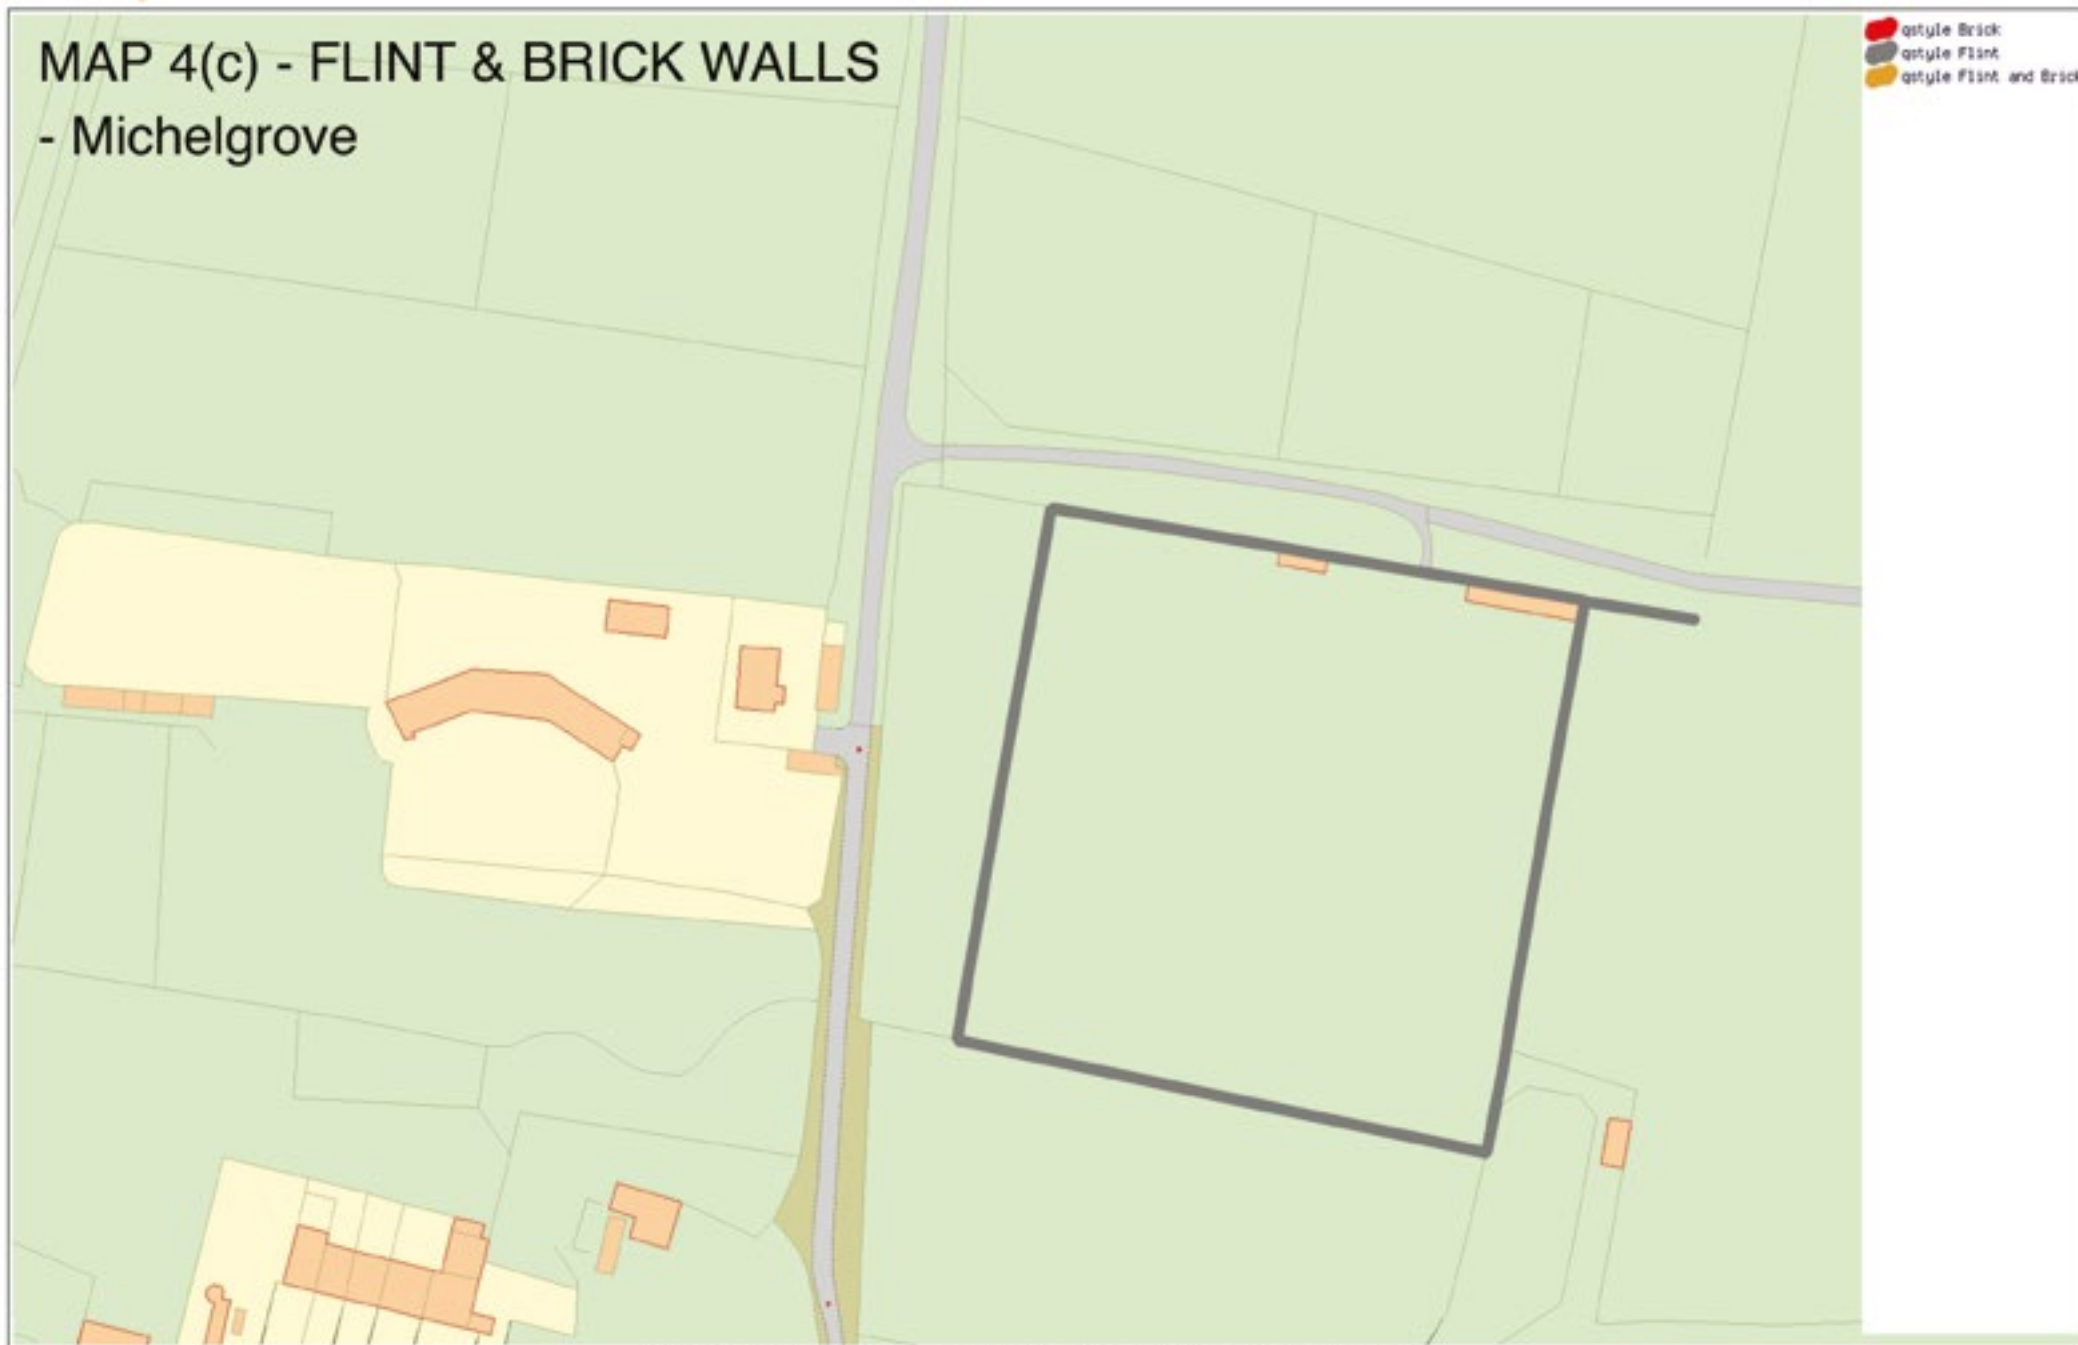 MAP 4(c) - FLINT & BRICK WALLS
- Michelgrove
qstyle Brick
qstyle Flint
qstyle Flint and Brick